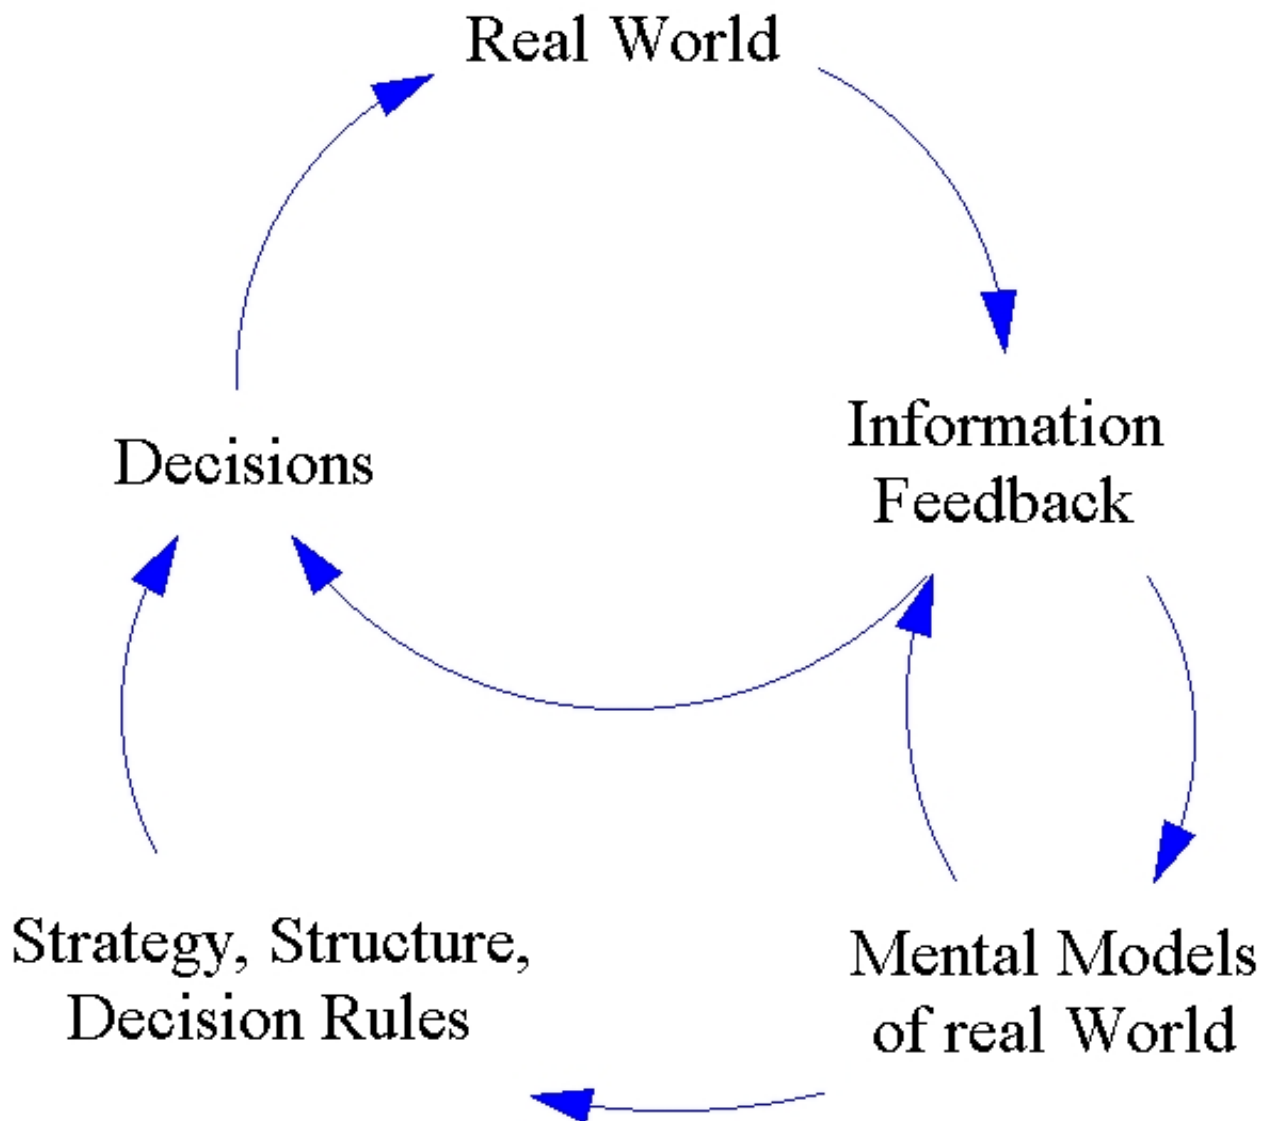 Real World
Information
Feedback
Decisions
Strategy, Structure,
Decision Rules
Mental Models
of real World